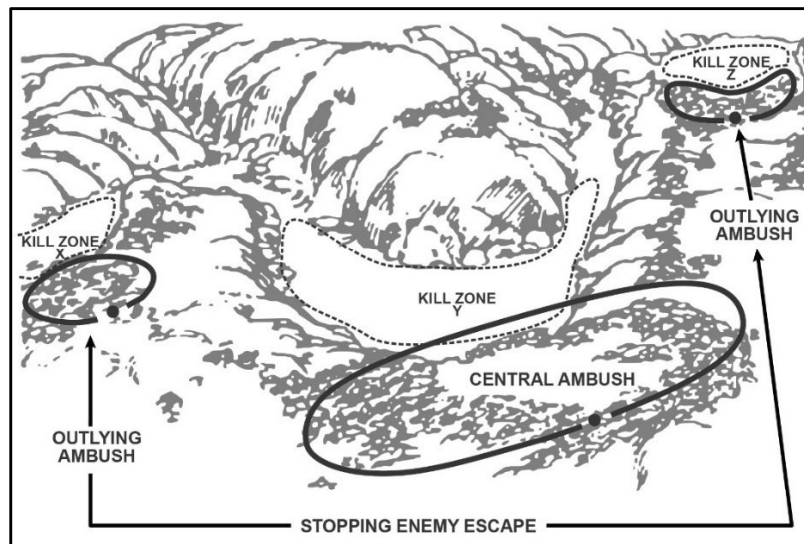 KILL ZONE
Z
OUTLYING
AMBUSH
KILL ZONE
X
KILL ZONE
Y
CENTRAL AMBUSH
OUTLYING
AMBUSH
STOPPING ENEMY ESCAPE